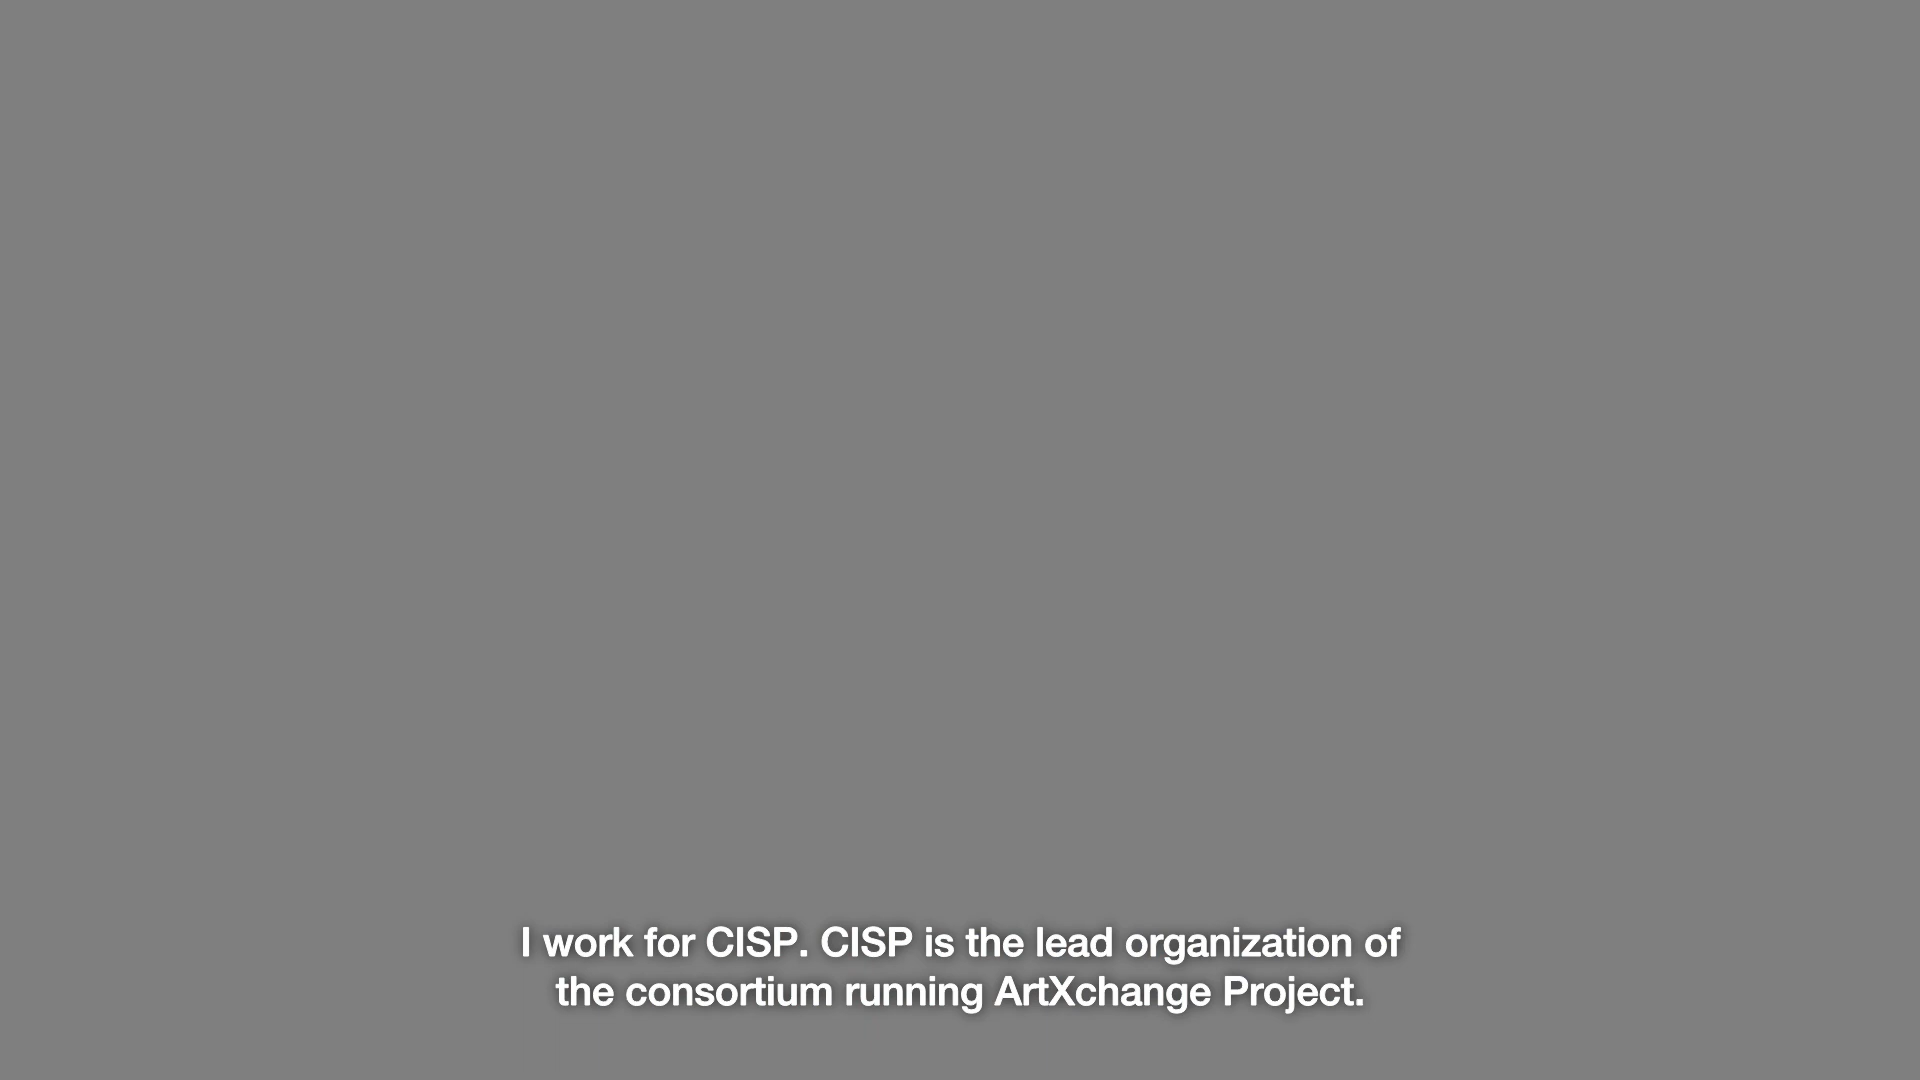 I work for CISP. CISP is the lead organization of
the consortium running ArtXchange Project.